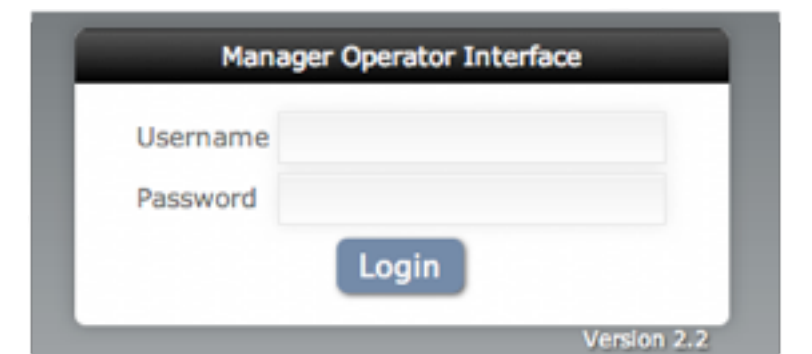 Manager Operator Interface
Username
Password
Login
Version 2.2